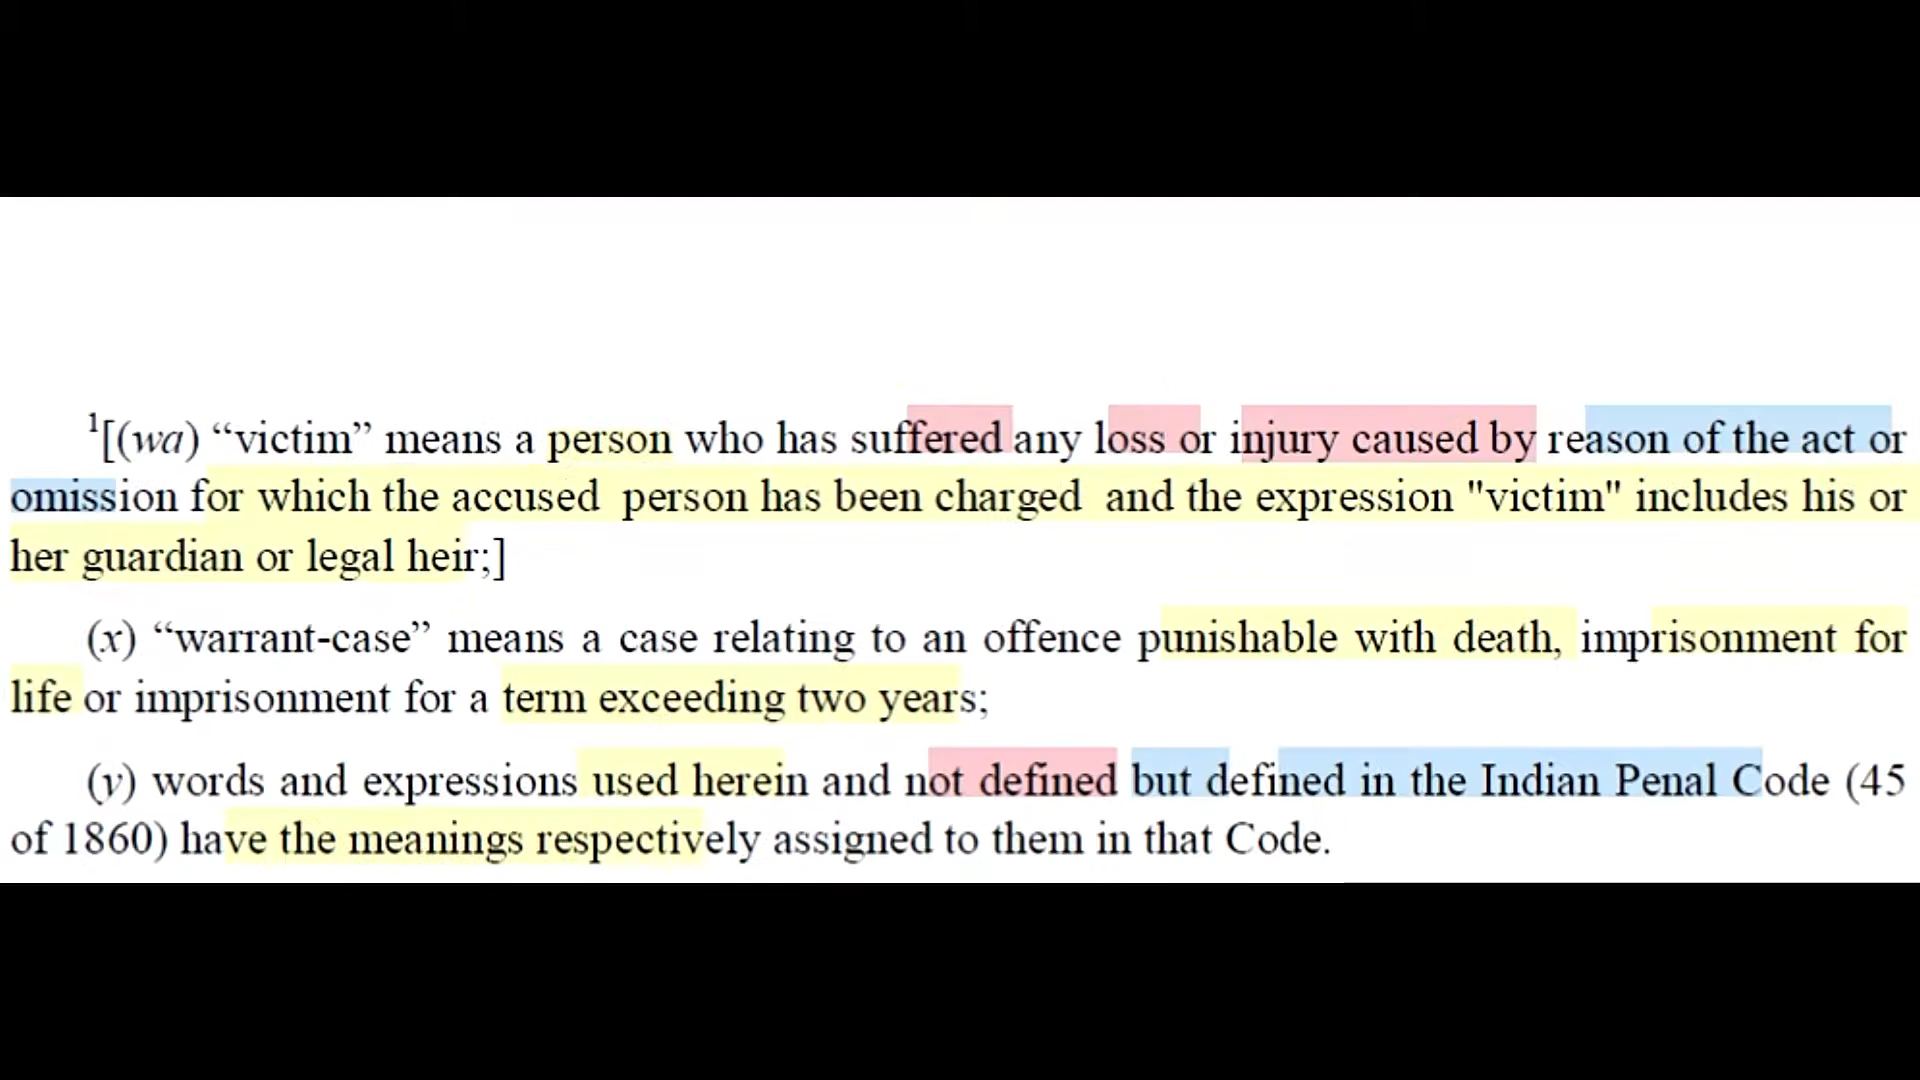 ¹[(wa) “victim” means a person who has suffered any loss or injury caused by reason of the act or
omission for which the accused person has been charged and the expression "victim" includes his or
her guardian or legal heir;]
(x) “warrant-case” means a case relating to an offence punishable with death, imprisonment for
life or imprisonment for a term exceeding two years;
(y) words and expressions used herein and not defined but defined in the Indian Penal Code (45
of 1860) have the meanings respectively assigned to them in that Code.